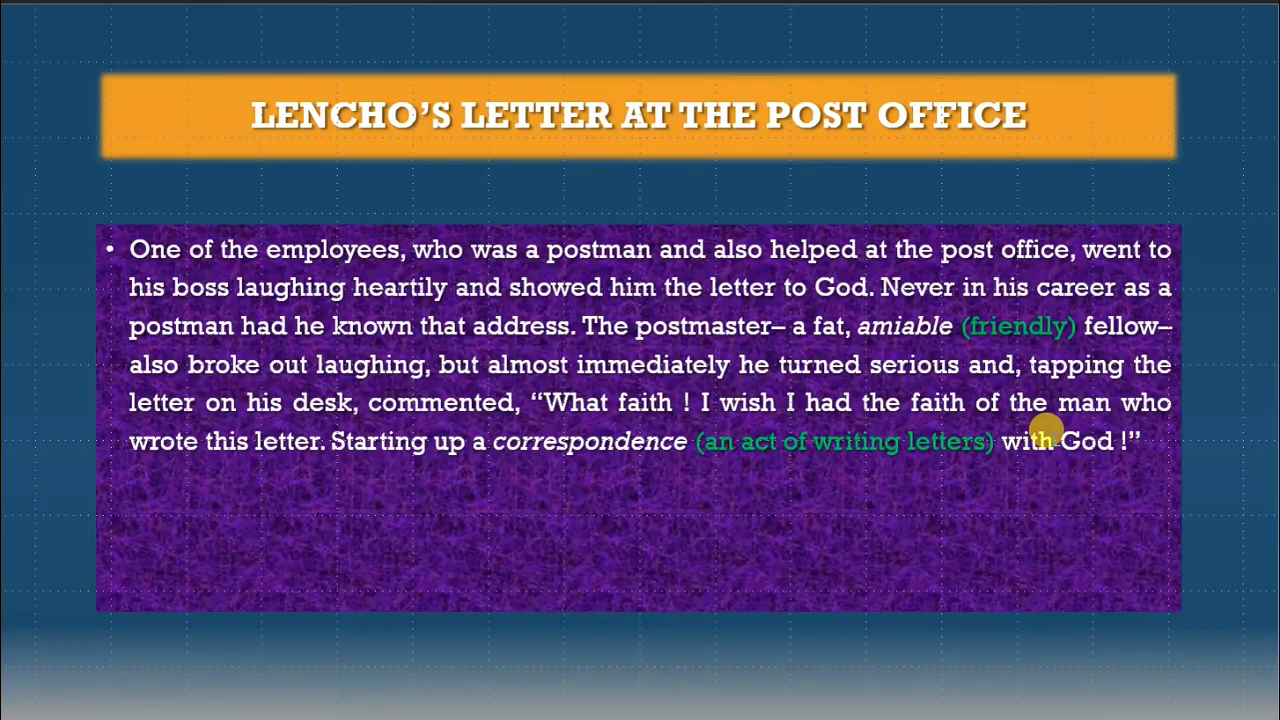 LENCHO’S LETTER AT THE POST OFFICE
• One of the employees, who was a postman and also helped at the post office, went to
his boss laughing heartily and showed him the letter to God. Never in his career as a
postman had he known that address. The postmaster– a fat, amiable (friendly) fellow–
also broke out laughing, but almost immediately he turned serious and, tapping the
letter on his desk, commented, “What faith ! I wish I had the faith of the man who
wrote this letter. Starting up a correspondence (an act of writing letters) with God !”